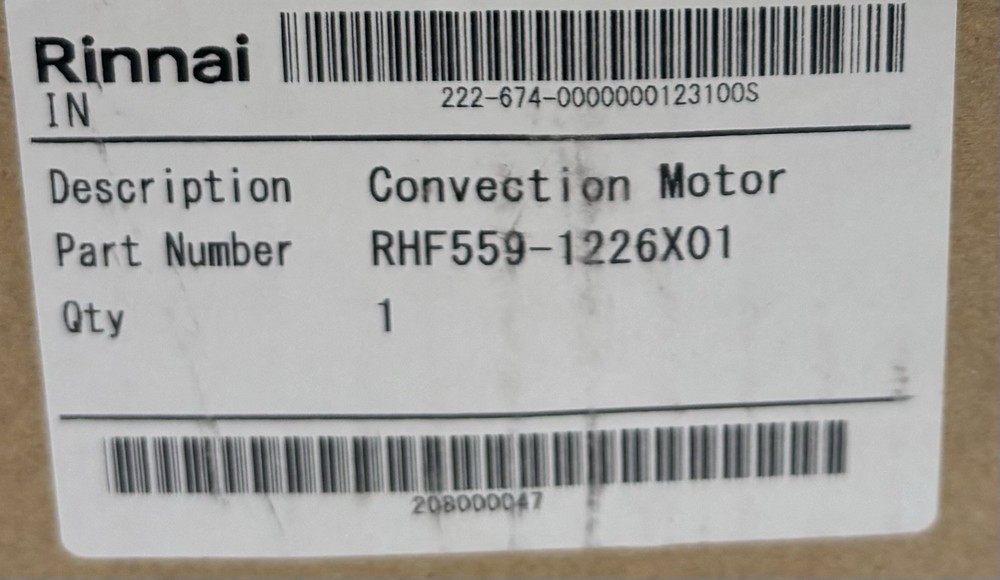 Rinnai
IN
222-674-0000000123100S
Description Convection Motor
Part Number RHF559-1226X01
Qty 1
208000047